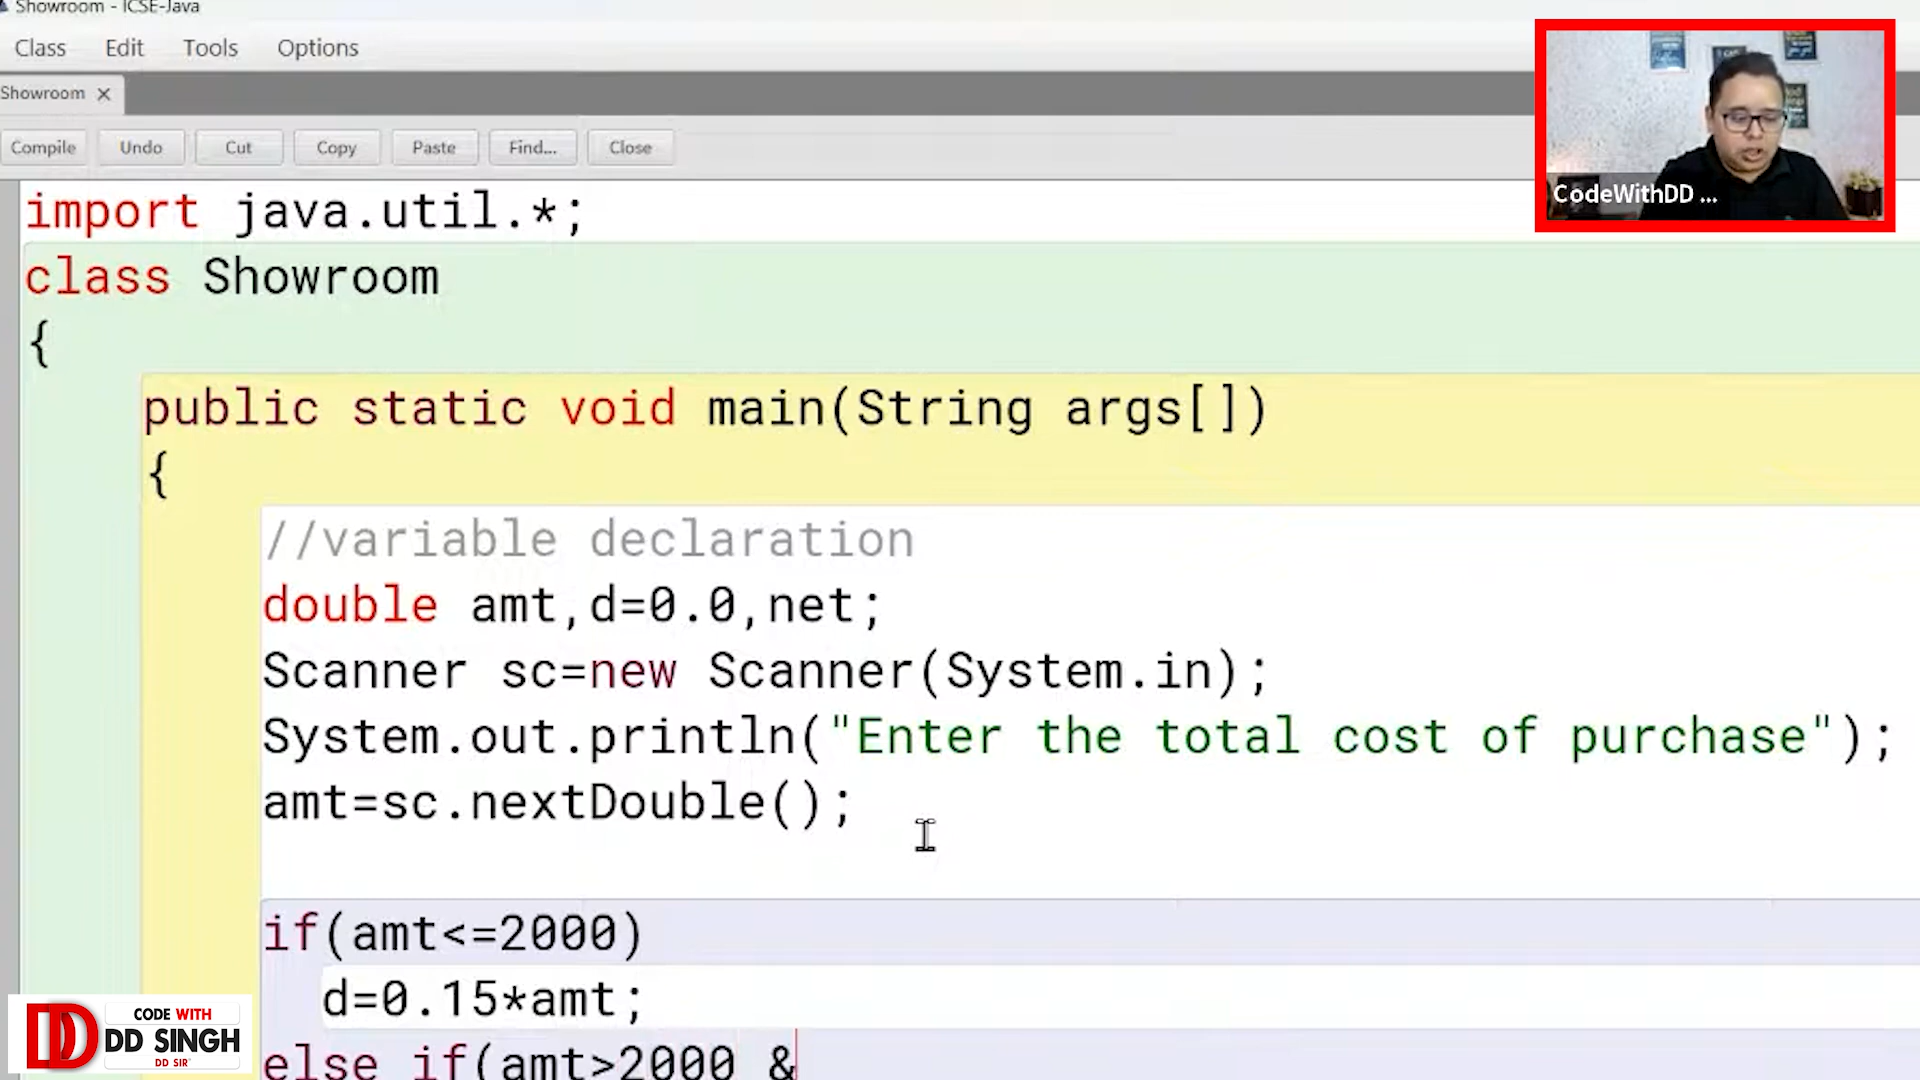 Showroom - ICSE-Java
Class Edit Tools Options
Showroom
Compile Undo Cut Copy Paste Find... Close
import java.util.*;
class Showroom
{
public static void main(String args[])
{
//variable declaration
double amt,d=0.0,net;
Scanner sc=new Scanner(System.in);
System.out.println("Enter the total cost of purchase");
amt=sc.nextDouble();
if(amt<=2000)
d=0.15*amt;
else if(amt>2000 &
CodeWithDD ...
DD
CODE WITH
DD SINGH
DD SIR